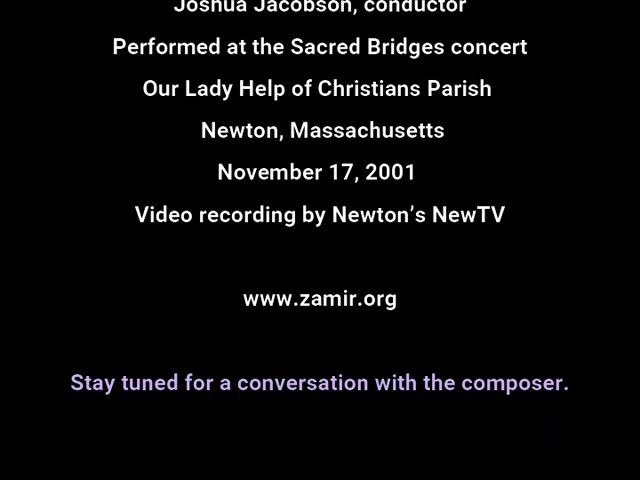 Joshua Jacobson, conductor
Performed at the Sacred Bridges concert
Our Lady Help of Christians Parish
Newton, Massachusetts
November 17, 2001
Video recording by Newton’s NewTV
www.zamir.org
Stay tuned for a conversation with the composer.